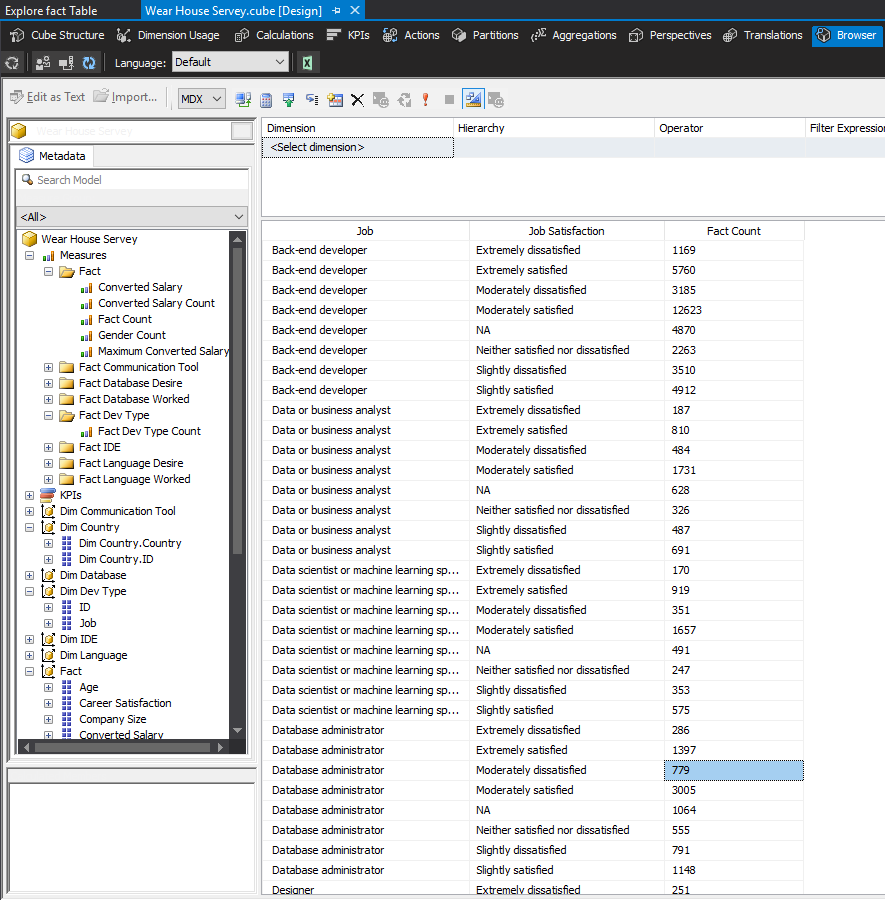 Explore fact Table
Wear House Servey.cube [Design]
Cube Structure
Dimension Usage
Calculations
KPIs
Actions
Partitions
Aggregations
Perspectives
Translations
Browser
Language:
Default
Edit as Text
Import...
MDX
Wear House Servey
Metadata
Search Model
<All>
Wear House Servey
Measures
Fact
Converted Salary
Converted Salary Count
Fact Count
Gender Count
Maximum Converted Salary
Fact Communication Tool
Fact Database Desire
Fact Database Worked
Fact Dev Type
Fact Dev Type Count
Fact IDE
Fact Language Desire
Fact Language Worked
KPIs
Dim Communication Tool
Dim Country
Dim Country.Country
Dim Country.ID
Dim Database
Dim Dev Type
ID
Job
Dim IDE
Dim Language
Fact
Age
Career Satisfaction
Company Size
Converted Salary
Dimension Hierarchy Operator Filter Expression
<Select dimension>
Job Job Satisfaction Fact Count
Back-end developer Extremely dissatisfied 1169
Back-end developer Extremely satisfied 5760
Back-end developer Moderately dissatisfied 3185
Back-end developer Moderately satisfied 12623
Back-end developer NA 4870
Back-end developer Neither satisfied nor dissatisfied 2263
Back-end developer Slightly dissatisfied 3510
Back-end developer Slightly satisfied 4912
Data or business analyst Extremely dissatisfied 187
Data or business analyst Extremely satisfied 810
Data or business analyst Moderately dissatisfied 484
Data or business analyst Moderately satisfied 1731
Data or business analyst NA 628
Data or business analyst Neither satisfied nor dissatisfied 326
Data or business analyst Slightly dissatisfied 487
Data or business analyst Slightly satisfied 691
Data scientist or machine learning sp... Extremely dissatisfied 170
Data scientist or machine learning sp... Extremely satisfied 919
Data scientist or machine learning sp... Moderately dissatisfied 351
Data scientist or machine learning sp... Moderately satisfied 1657
Data scientist or machine learning sp... NA 491
Data scientist or machine learning sp... Neither satisfied nor dissatisfied 247
Data scientist or machine learning sp... Slightly dissatisfied 353
Data scientist or machine learning sp... Slightly satisfied 575
Database administrator Extremely dissatisfied 286
Database administrator Extremely satisfied 1397
Database administrator Moderately dissatisfied 779
Database administrator Moderately satisfied 3005
Database administrator NA 1064
Database administrator Neither satisfied nor dissatisfied 555
Database administrator Slightly dissatisfied 791
Database administrator Slightly satisfied 1148
Designer Extremely dissatisfied 251